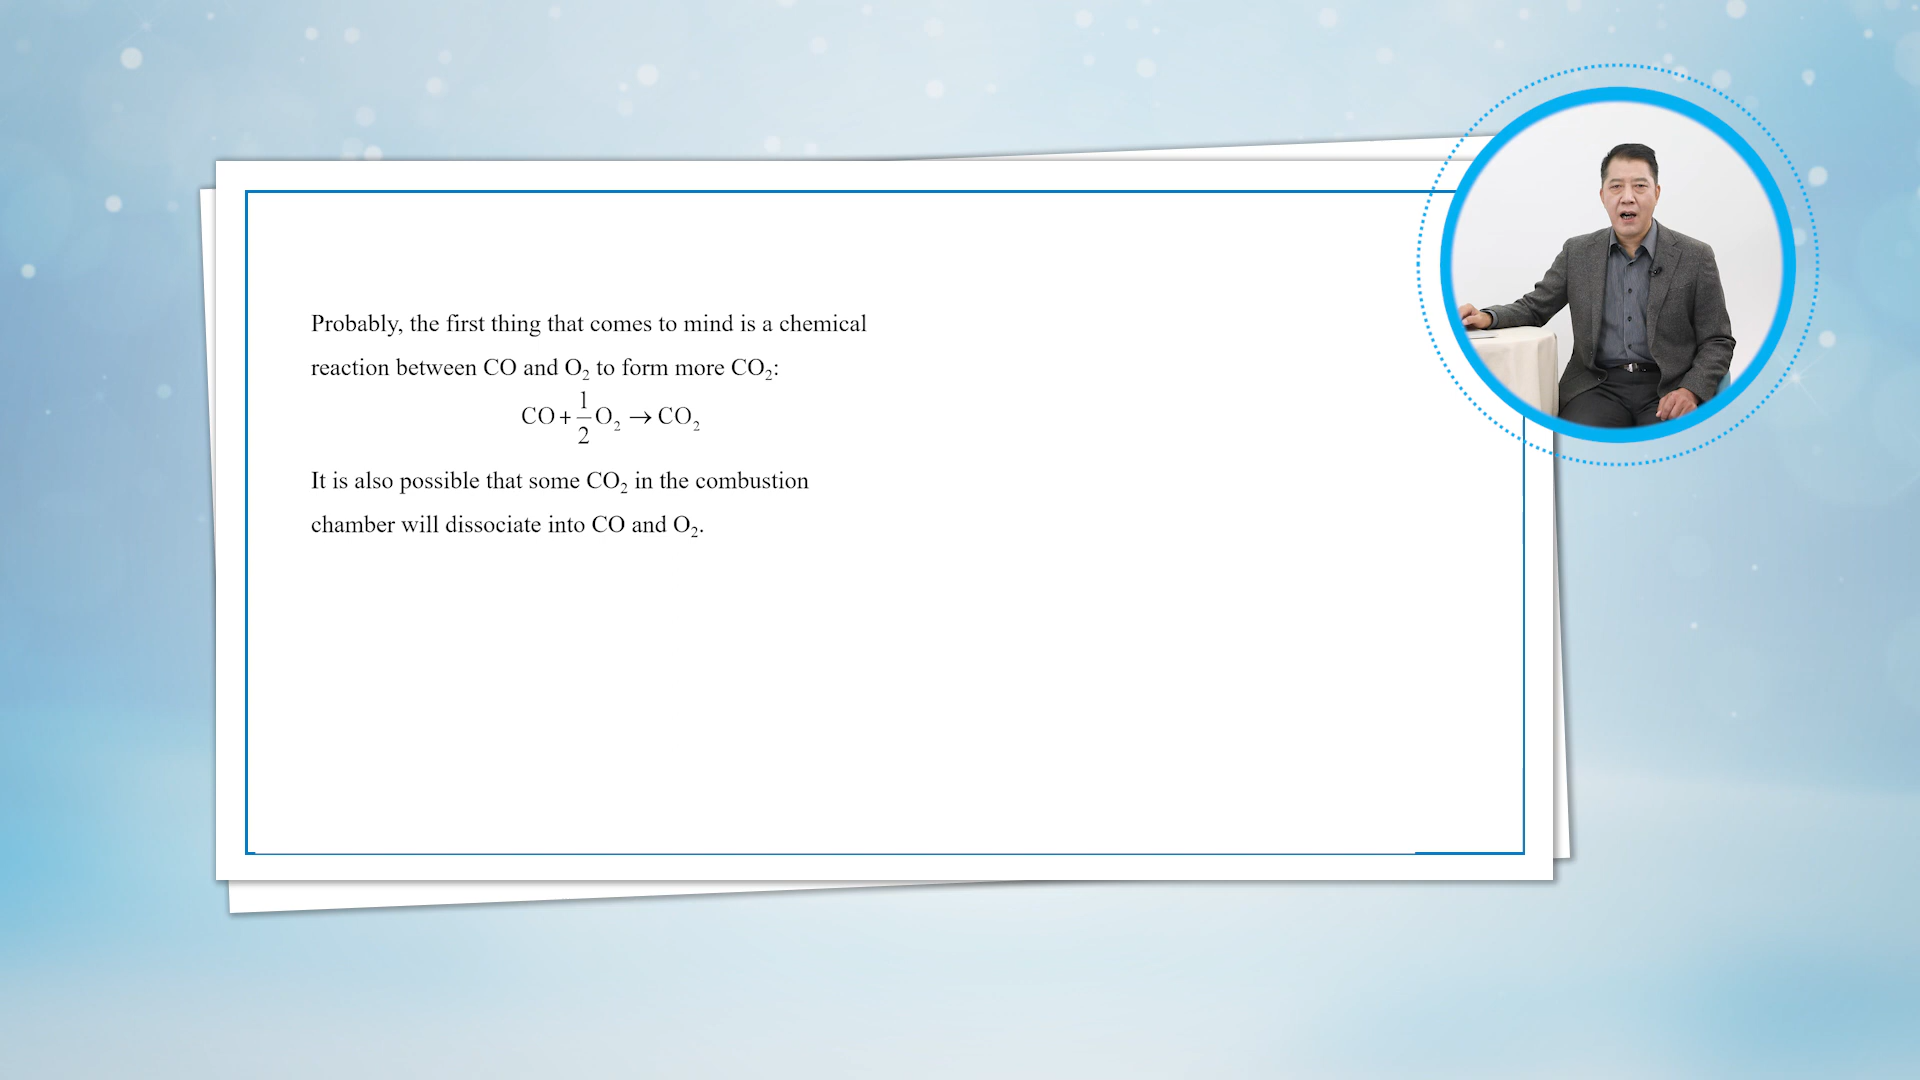 Probably, the first thing that comes to mind is a chemical
reaction between CO and O₂ to form more CO₂:
CO + 1/2 O₂ → CO₂
It is also possible that some CO₂ in the combustion
chamber will dissociate into CO and O₂.